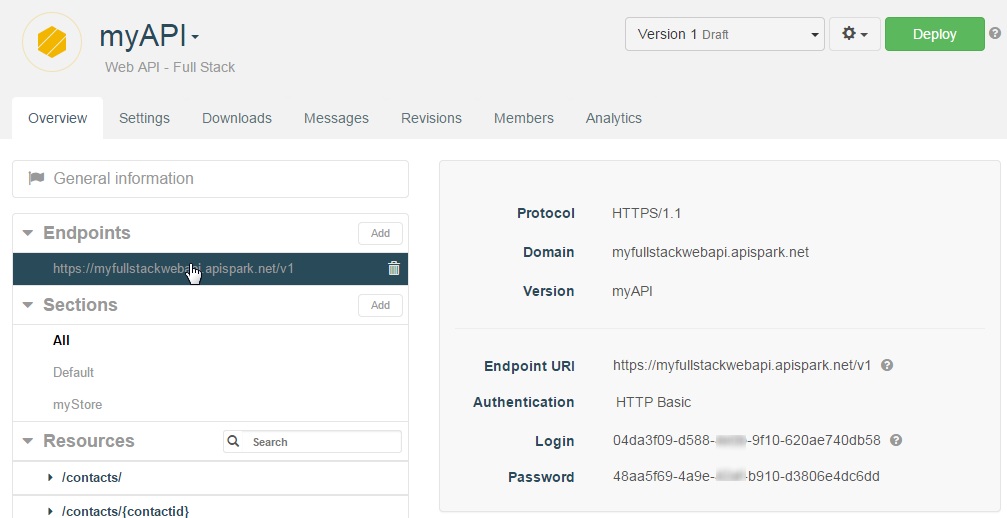 myAPI
Web API - Full Stack
Version 1 Draft
Deploy
Overview Settings Downloads Messages Revisions Members Analytics
General information
Endpoints Add
https://myfullstackwebapi.apispark.net/v1
Sections Add
All
Default
myStore
Resources Search
/contacts/
/contacts/{contactid}
Protocol HTTPS/1.1
Domain myfullstackwebapi.apispark.net
Version myAPI
Endpoint URI https://myfullstackwebapi.apispark.net/v1
Authentication HTTP Basic
Login 04da3f09-d588- -9f10-620ae740db58
Password 48aa5f69-4a9e- -b910-d3806e4dc6dd